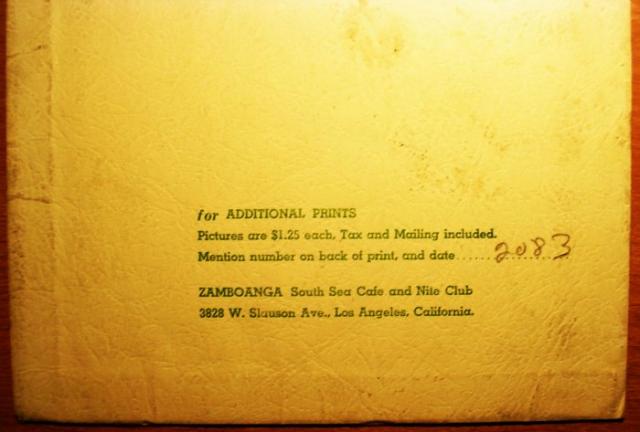 for ADDITIONAL PRINTS
Pictures are $1.25 each, Tax and Mailing included.
Mention number on back of print, and date......2083
ZAMBOANGA South Sea Cafe and Nite Club
3828 W. Slauson Ave., Los Angeles, California.